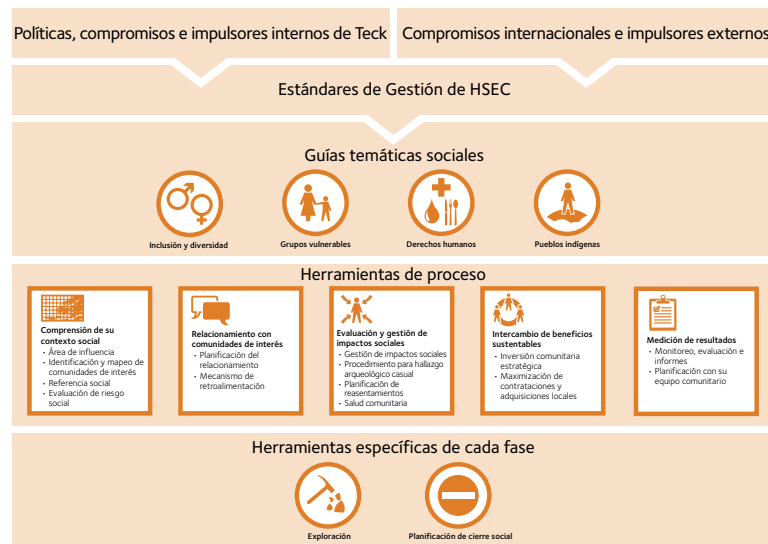 Políticas, compromisos e impulsores internos de Teck
Compromisos internacionales e impulsores externos
Estándares de Gestión de HSEC
Guías temáticas sociales
Inclusión y diversidad
Grupos vulnerables
Derechos humanos
Pueblos indígenas
Herramientas de proceso
Comprensión de su
contexto social
· Área de influencia
· Identificación y mapeo de
comunidades de interés
· Referencia social
· Evaluación de riesgo
social
Relacionamiento con
comunidades de interés
· Planificación del
relacionamiento
· Mecanismo de
retroalimentación
Evaluación y gestión de
impactos sociales
· Gestión de impactos sociales
· Procedimiento para hallazgo
arqueológico casual
· Planificación de
reasentamientos
· Salud comunitaria
Intercambio de beneficios
sustentables
· Inversión comunitaria
estratégica
· Maximización de
contrataciones y
adquisiciones locales
Medición de resultados
· Monitoreo, evaluación e
informes
· Planificación con su
equipo comunitario
Herramientas específicas de cada fase
Exploración
Planificación de cierre social